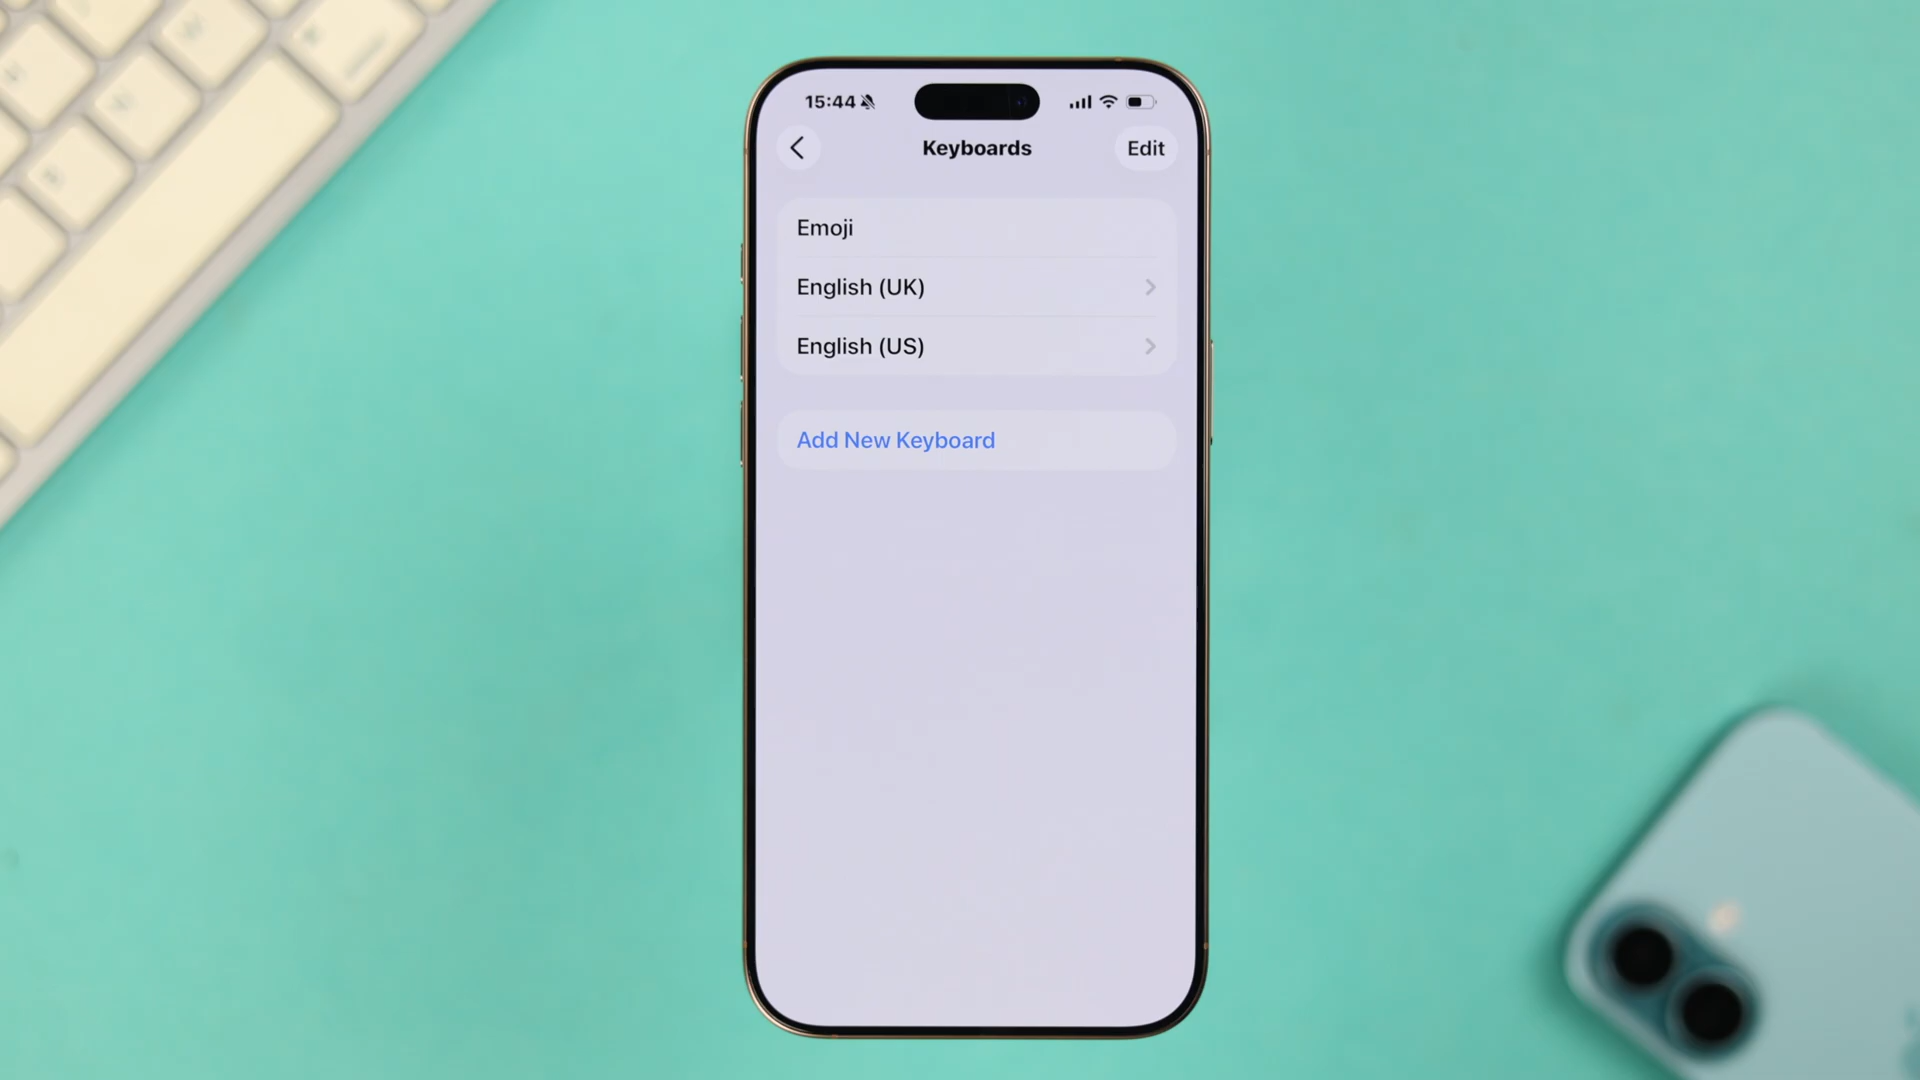 15:44
Keyboards
Edit
Emoji
English (UK)
English (US)
Add New Keyboard